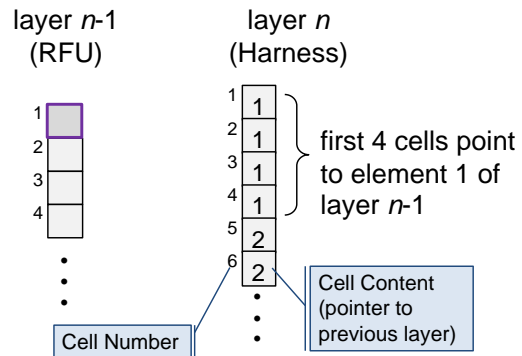 layer n-1
(RFU)
1
2
3
4
layer n
(Harness)
1 1
2 1
3 1
4 1
5 2
6 2
first 4 cells point
to element 1 of
layer n-1
Cell Number
Cell Content
(pointer to
previous layer)